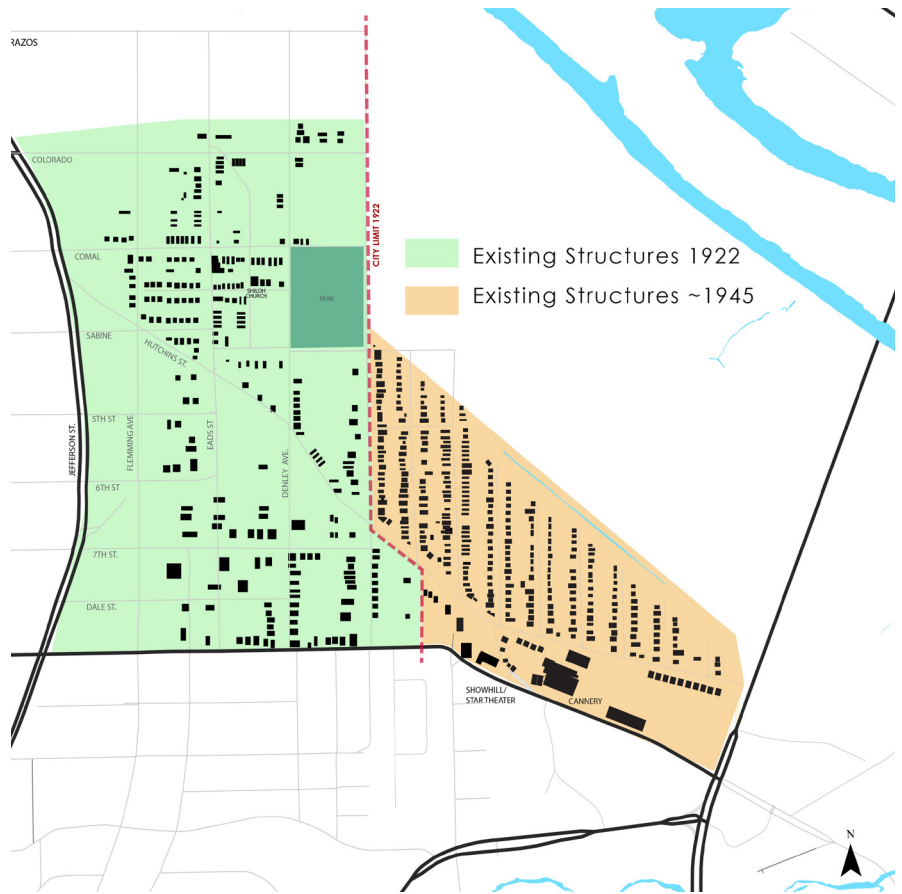 RAZOS
COLORADO
CITY LIMIT 1922
COMAL
Existing Structures 1922
SHILOH
CHURCH
PARK
Existing Structures ~1945
SABINE
HUTCHINS ST.
5TH ST
FLEMMING AVE
EADS ST
JEFFERSON ST.
DENLEY AVE.
6TH ST
7TH ST.
DALE ST.
SHOWHILL/
STAR THEATER
CANNERY
N